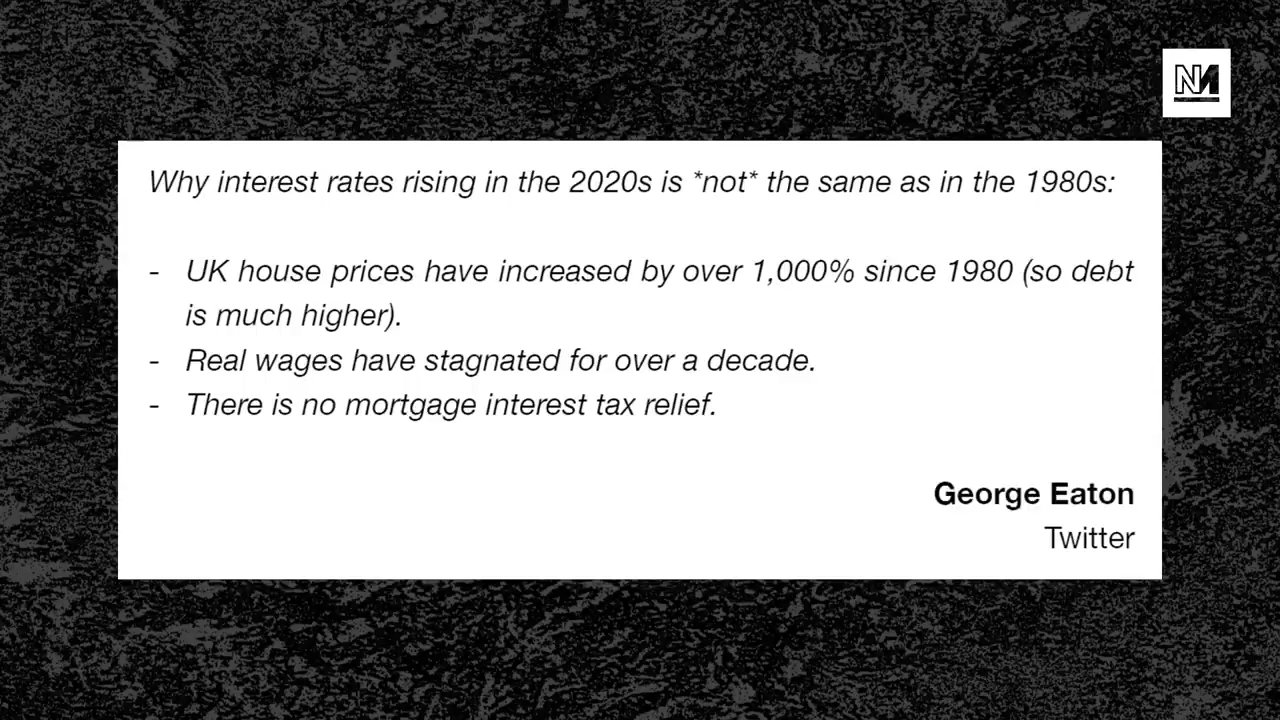 NM
Why interest rates rising in the 2020s is *not* the same as in the 1980s:
- UK house prices have increased by over 1,000% since 1980 (so debt
is much higher).
- Real wages have stagnated for over a decade.
- There is no mortgage interest tax relief.
George Eaton
Twitter